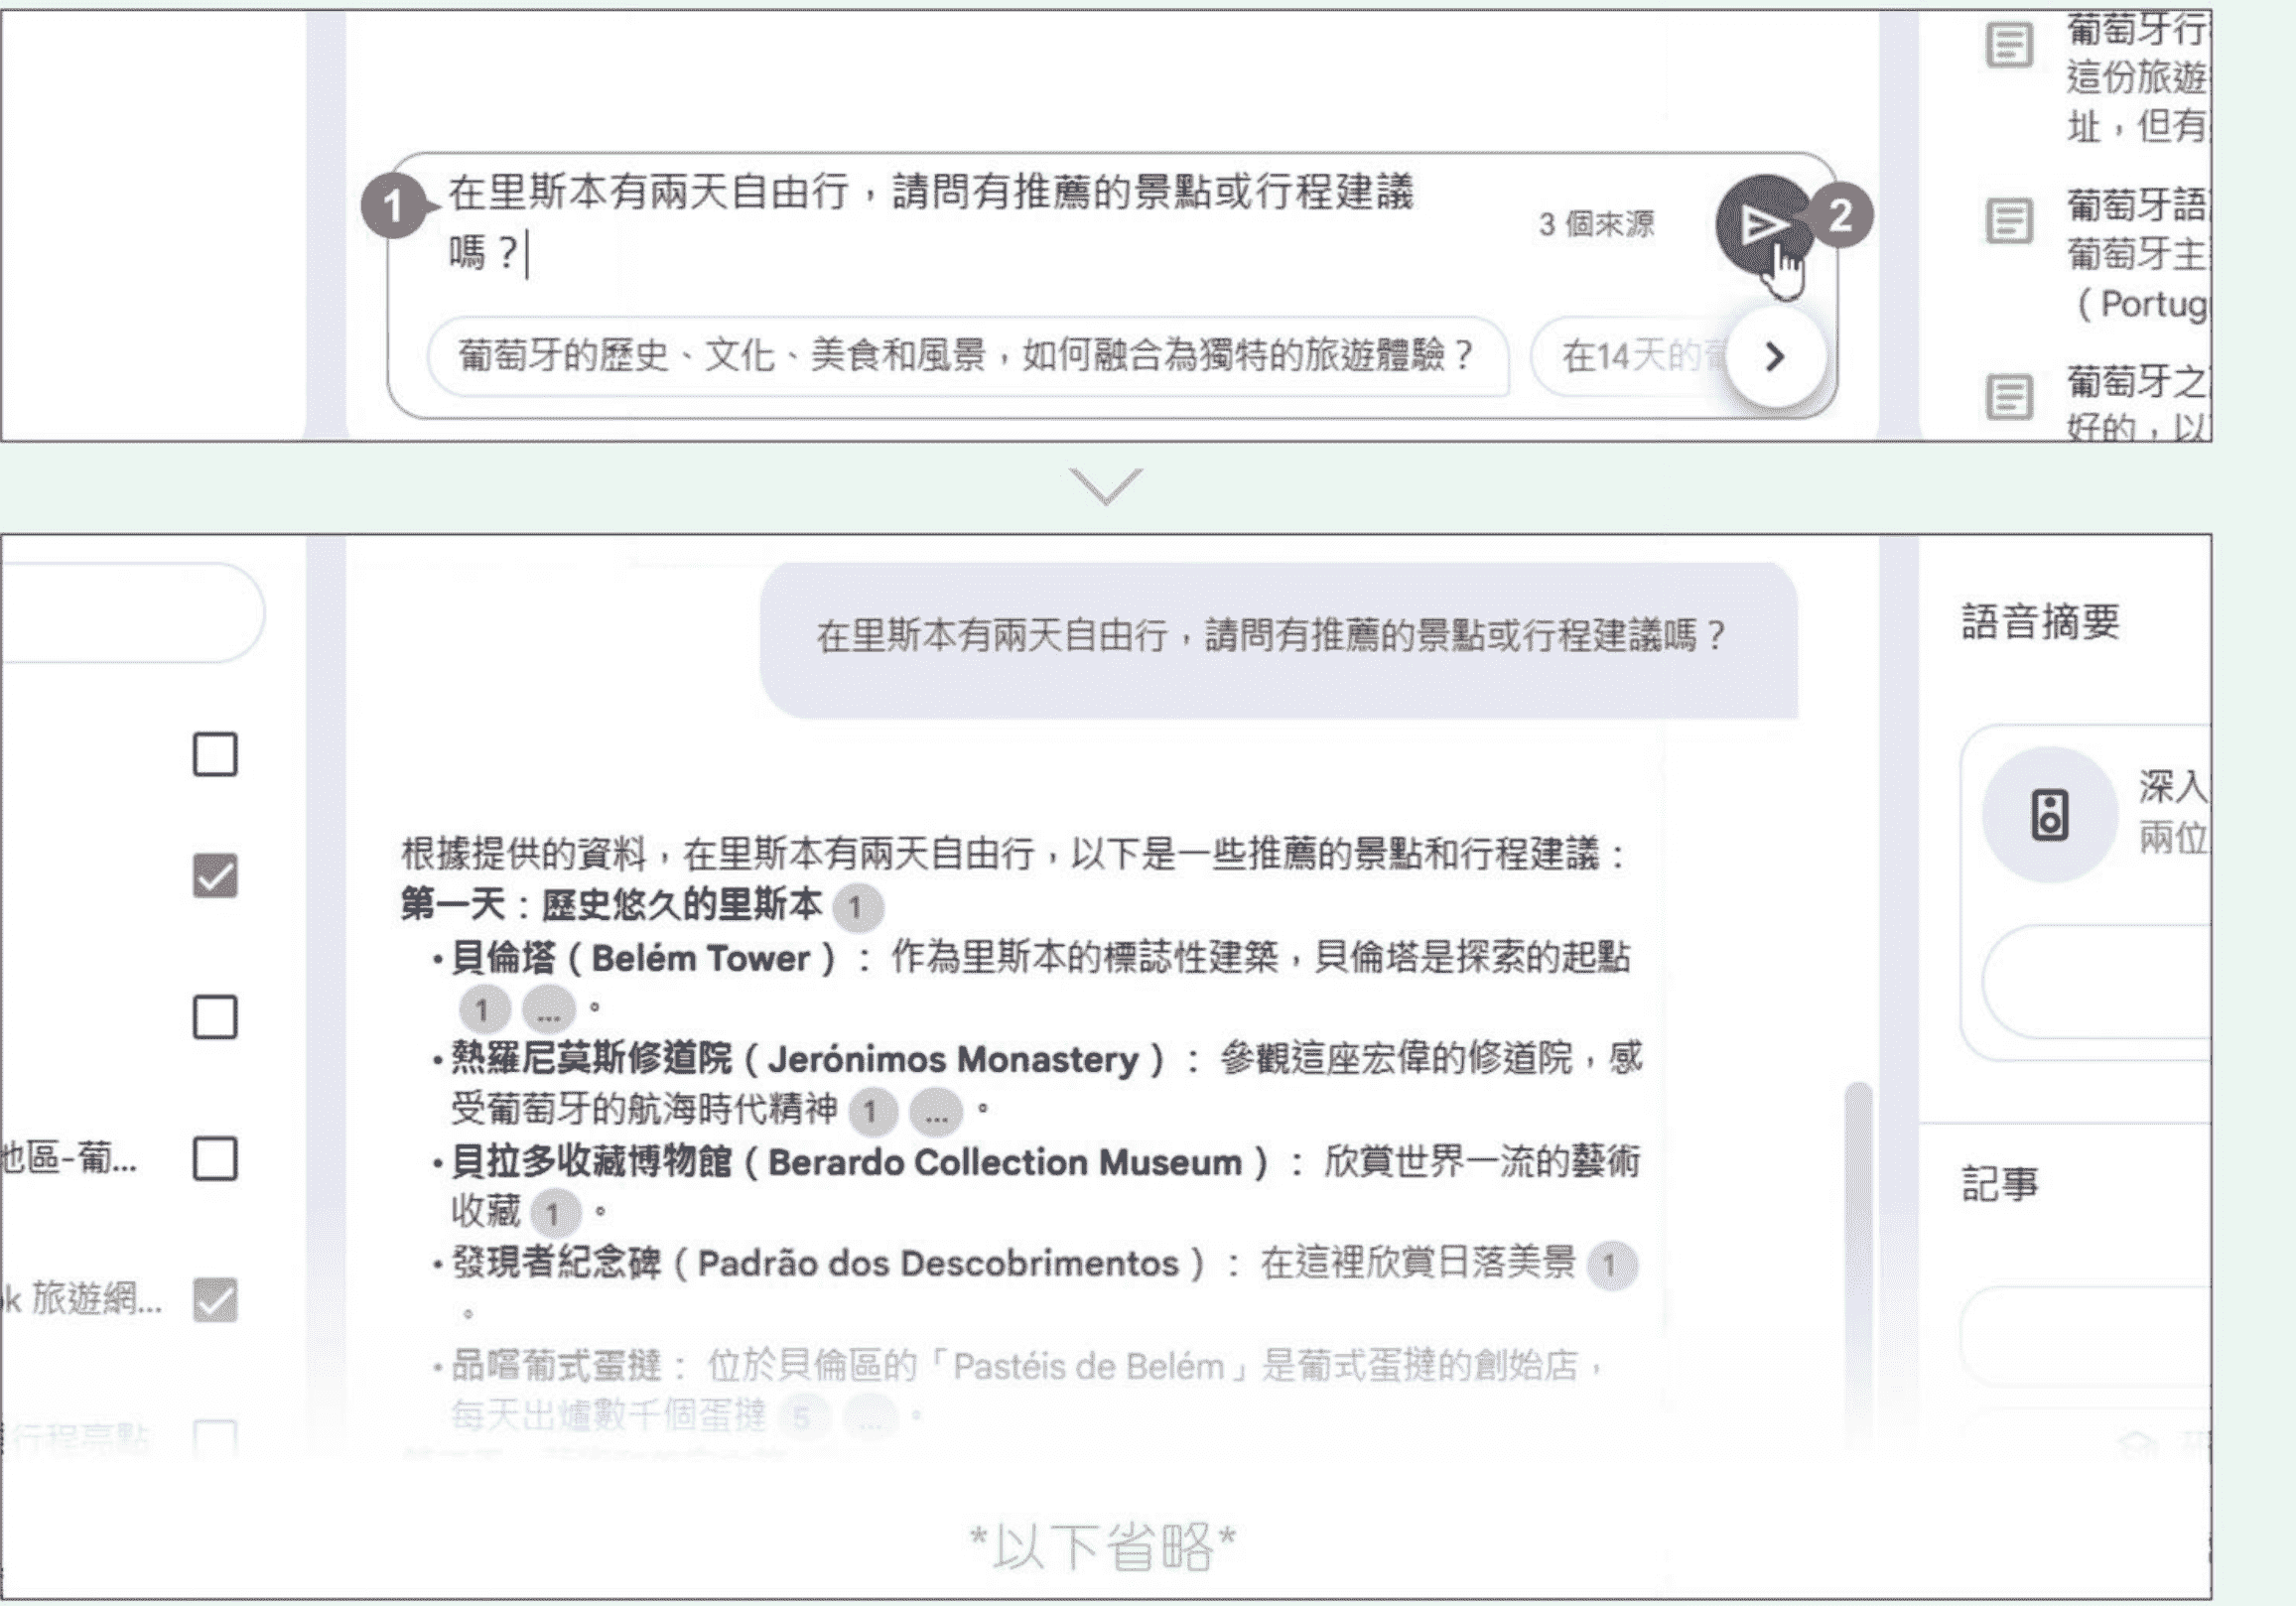 葡萄牙行
這份旅遊
址，但有
1
在里斯本有兩天自由行，請問有推薦的景點或行程建議
嗎？
3 個來源
2
葡萄牙語
葡萄牙主
（Portug
葡萄牙的歷史、文化、美食和風景，如何融合為獨特的旅遊體驗？
在14天的葡
葡萄牙之
好的，以
在里斯本有兩天自由行，請問有推薦的景點或行程建議嗎？
語音摘要
深入
兩位
根據提供的資料，在里斯本有兩天自由行，以下是一些推薦的景點和行程建議：
第一天：歷史悠久的里斯本 1
• 貝倫塔（Belém Tower）： 作為里斯本的標誌性建築，貝倫塔是探索的起點
1 ... 。
• 熱羅尼莫斯修道院（Jerónimos Monastery）： 參觀這座宏偉的修道院，感
受葡萄牙的航海時代精神 1 ... 。
• 貝拉多收藏博物館（Berardo Collection Museum）： 欣賞世界一流的藝術
收藏 1 。
• 發現者紀念碑（Padrão dos Descobrimentos）： 在這裡欣賞日落美景 1
。
• 品嚐葡式蛋撻： 位於貝倫區的「Pastéis de Belém」是葡式蛋撻的創始店，
每天出爐數千個蛋撻 5 ... 。
地區-葡...
k 旅遊網...
行程亮點
記事
*以下省略*